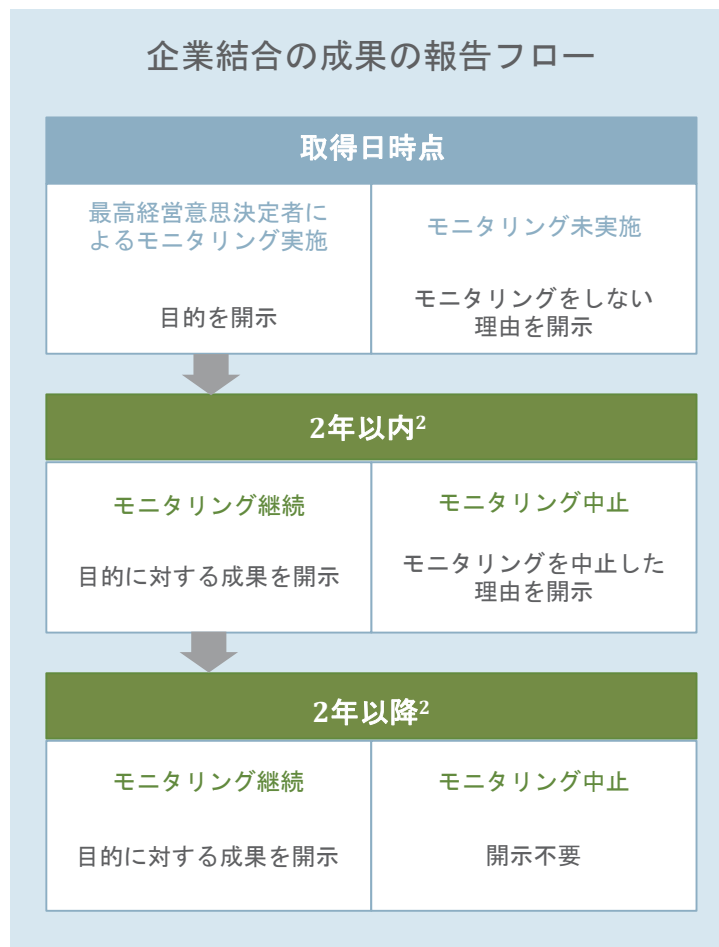 企業結合の成果の報告フロー
取得日時点
最高経営意思決定者に
よるモニタリング実施
目的を開示
モニタリング未実施
モニタリングをしない
理由を開示
2年以内²
モニタリング継続
目的に対する成果を開示
モニタリング中止
モニタリングを中止した
理由を開示
2年以降²
モニタリング継続
目的に対する成果を開示
モニタリング中止
開示不要